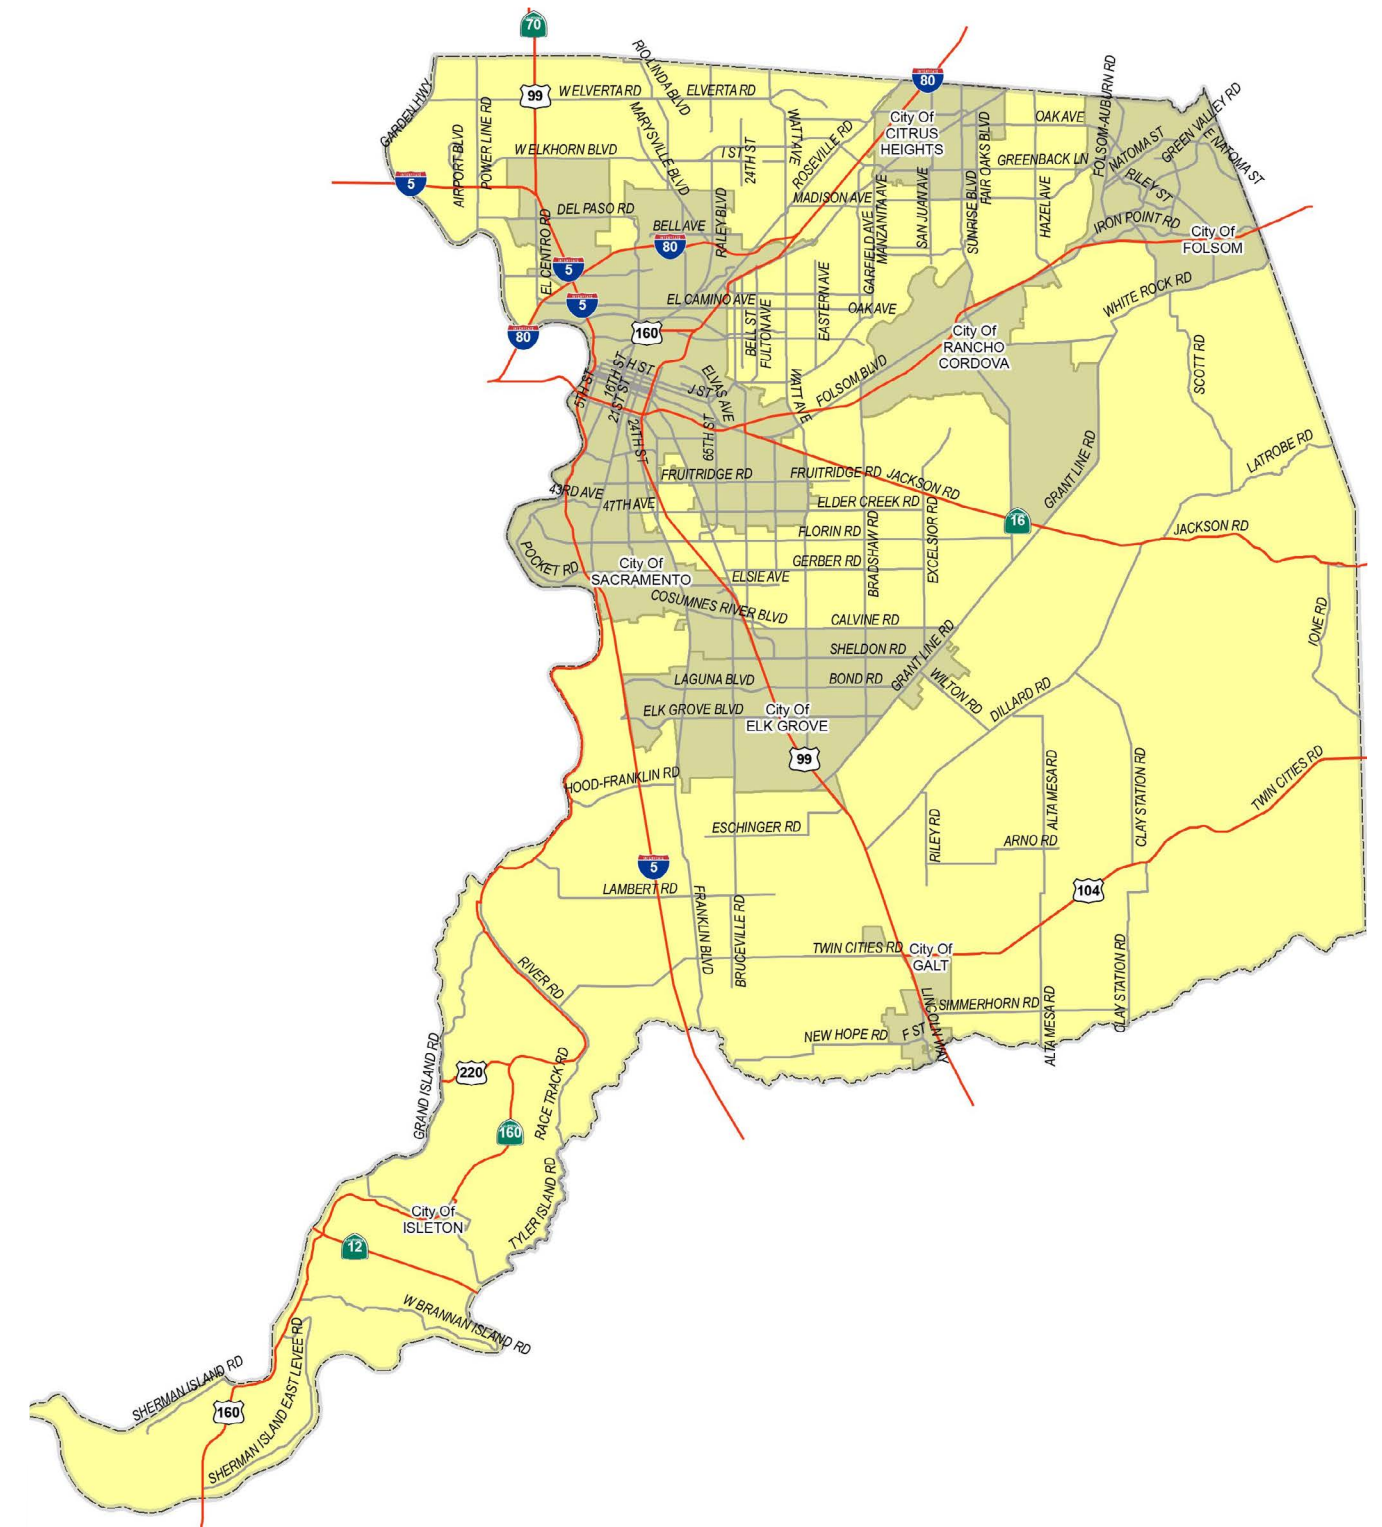 70
RIO LINDA BLVD
80
99
W ELVERTA RD
ELVERTA RD
FOLSOM-AUBURN RD
GARDEN HWY
POWER LINE RD
MARYSVILLE BLVD
WATT AVE
ROSEVILLE RD
City Of
CITRUS
HEIGHTS
FAIR OAKS BLVD
OAK AVE
GREEN VALLEY RD
E NATOMA ST
NATOMA ST
AIRPORT BLVD
W ELKHORN BLVD
I ST
24TH ST
GREENBACK LN
RILEY ST
5
MADISON AVE
MANZANITA AVE
SAN JUAN AVE
SUNRISE BLVD
HAZEL AVE
DEL PASO RD
RALEY BLVD
IRON POINT RD
EL CENTRO RD
BELL AVE
80
GARFIELD AVE
City Of
FOLSOM
5
5
EL CAMINO AVE
EASTERN AVE
OAK AVE
WHITE ROCK RD
80
160
BELL ST
FULTON AVE
City Of
RANCHO
CORDOVA
SCOTT RD
H ST
16TH ST
5TH ST
21ST ST
J ST
ELVAS AVE
WATT AVE
FOLSOM BLVD
24TH ST
65TH ST
LATROBE RD
GRANT LINE RD
FRUITRIDGE RD
FRUITRIDGE RD
JACKSON RD
43RD AVE
47TH AVE
ELDER CREEK RD
16
JACKSON RD
FLORIN RD
BRADSHAW RD
EXCELSIOR RD
POCKET RD
City Of
SACRAMENTO
GERBER RD
ELSIE AVE
COSUMNES RIVER BLVD
CALVINE RD
IONE RD
SHELDON RD
GRANT LINE RD
LAGUNA BLVD
BOND RD
WILTON RD
DILLARD RD
ELK GROVE BLVD
City Of
ELK GROVE
99
HOOD-FRANKLIN RD
ALTA MESA RD
CLAY STATION RD
TWIN CITIES RD
ESCHINGER RD
RILEY RD
ARNO RD
5
LAMBERT RD
104
FRANKLIN BLVD
BRUCEVILLE RD
TWIN CITIES RD
City Of
GALT
RIVER RD
CLAY STATION RD
LINCOLN WAY
SIMMERHORN RD
ALTA MESA RD
NEW HOPE RD
F ST
GRAND ISLAND RD
220
RACE TRACK RD
160
TYLER ISLAND RD
City Of
ISLETON
12
W BRANNAN ISLAND RD
SHERMAN ISLAND RD
160
SHERMAN ISLAND EAST LEVEE RD